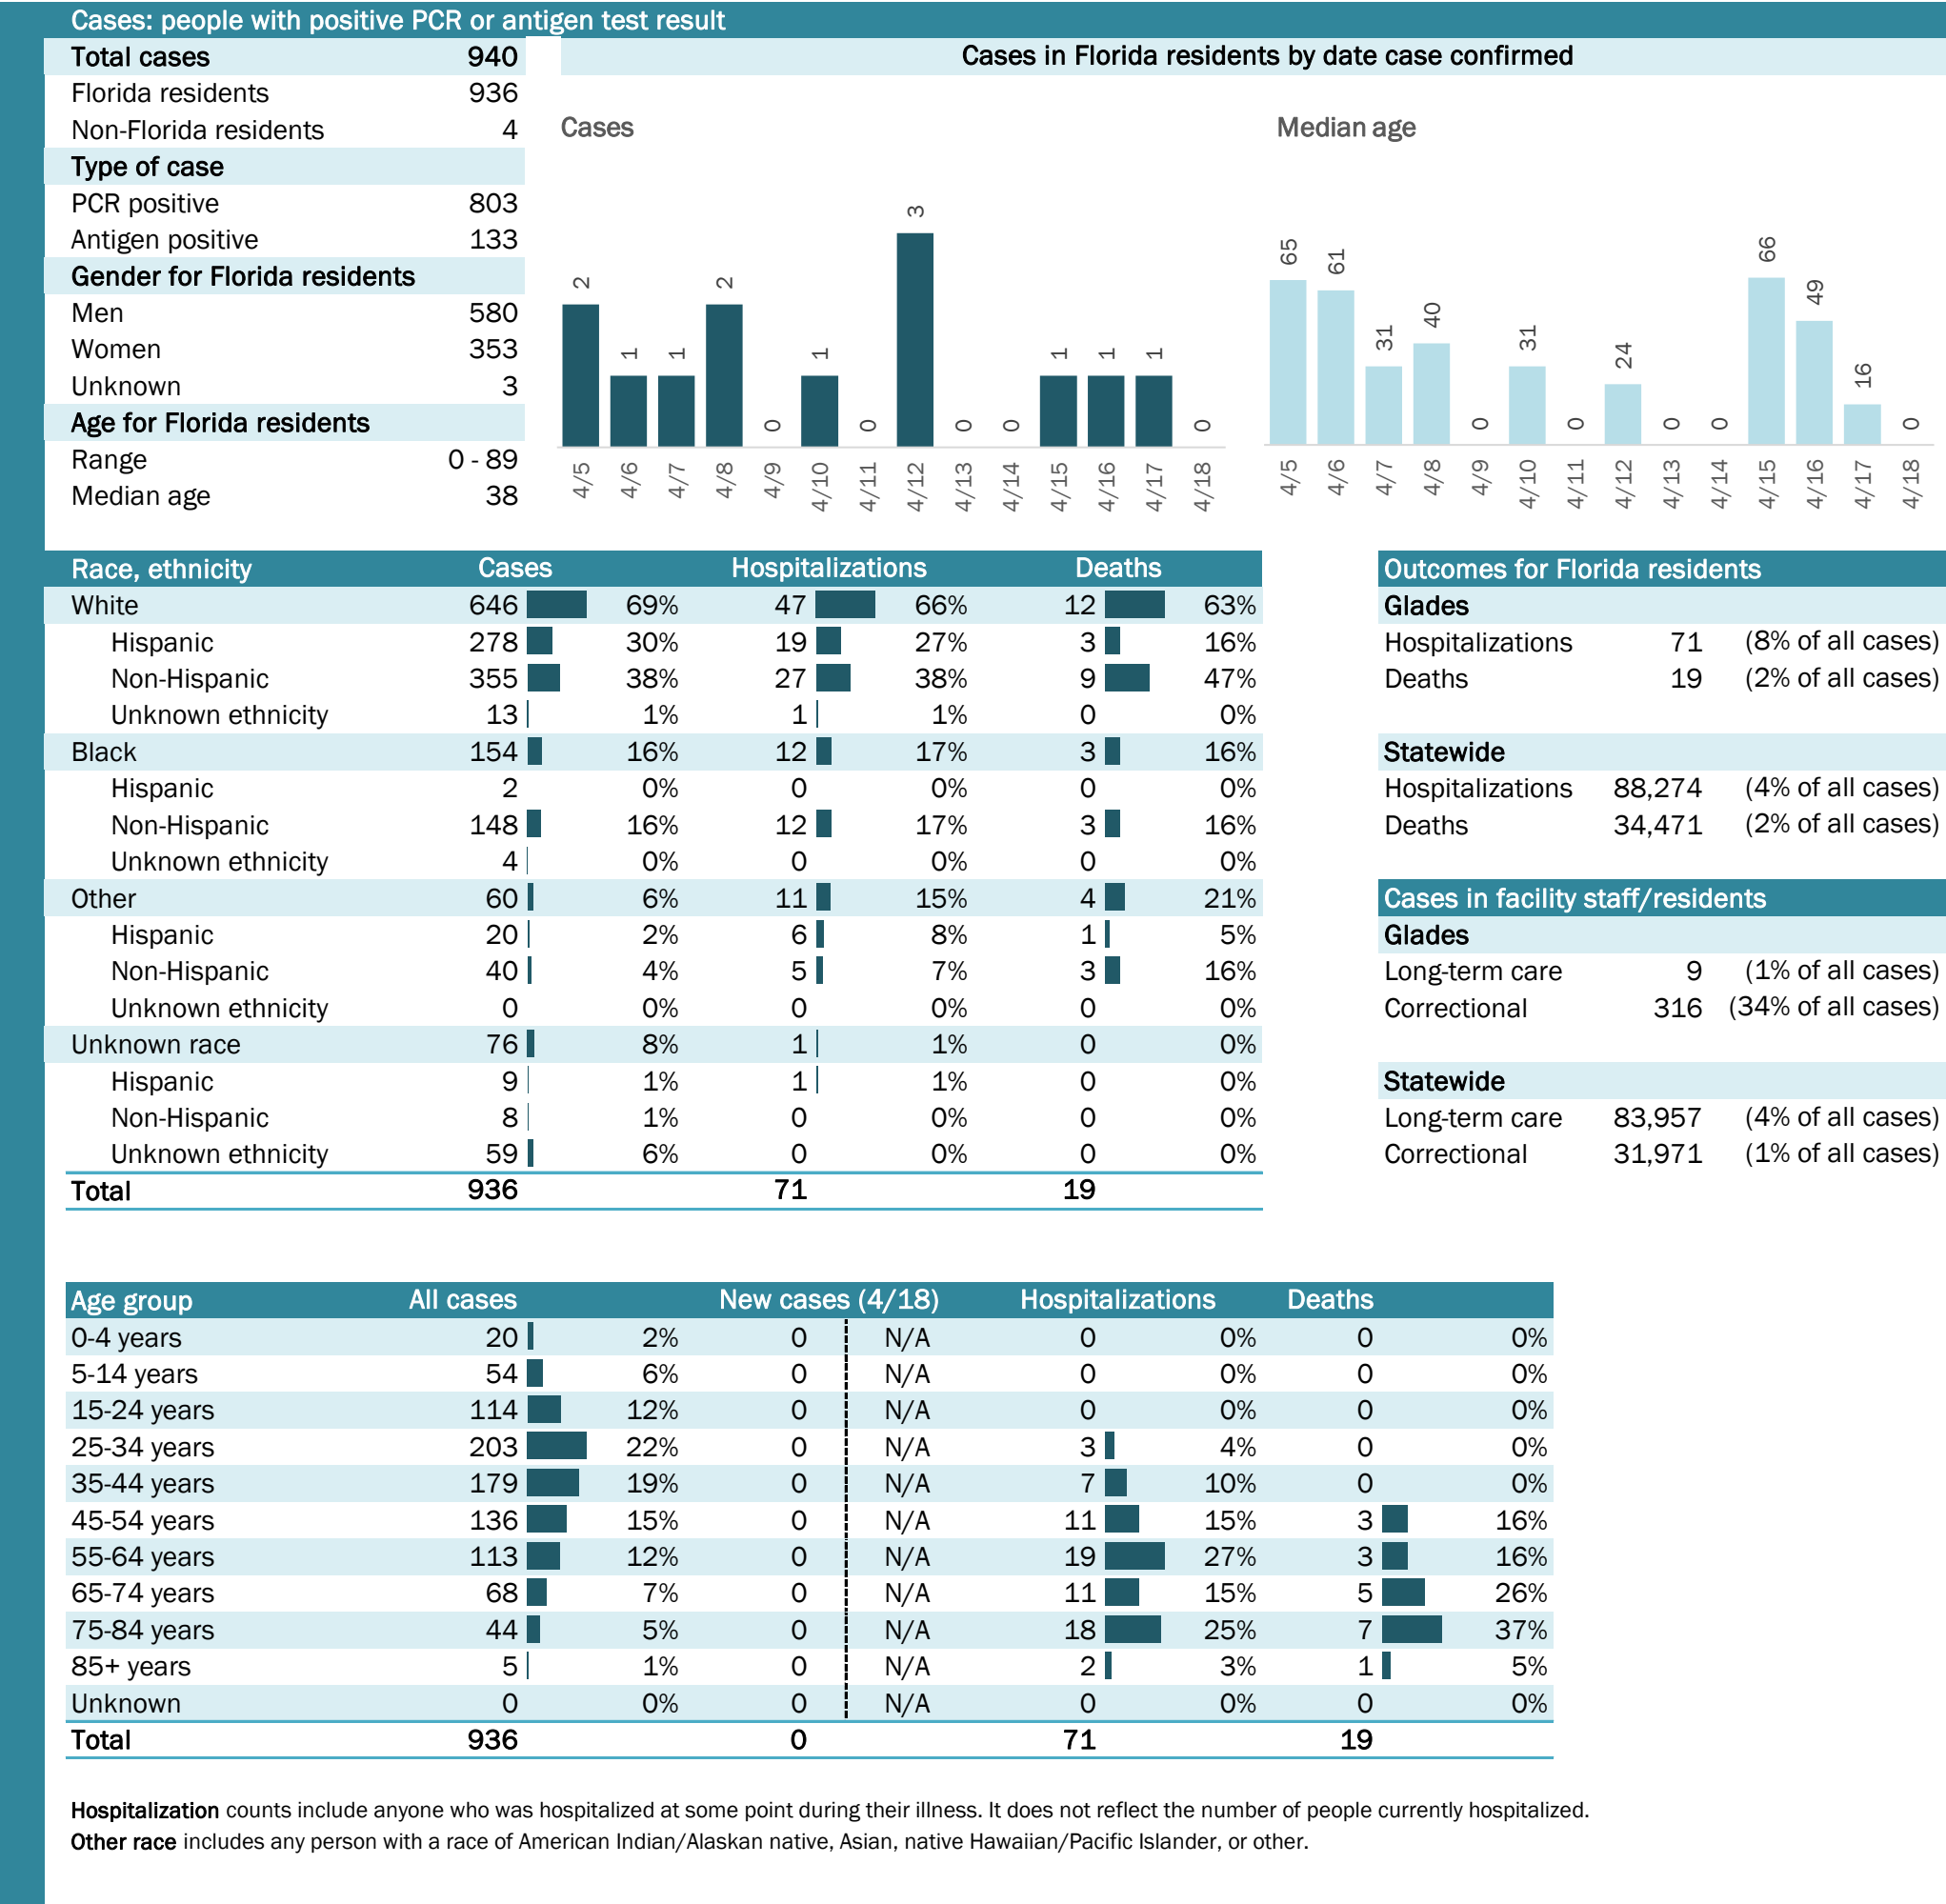 Cases: people with positive PCR or antigen test result
Total cases 940
Florida residents 936
Non-Florida residents 4
Type of case
PCR positive 803
Antigen positive 133
Gender for Florida residents
Men 580
Women 353
Unknown 3
Age for Florida residents
Range 0 - 89
Median age 38
Cases in Florida residents by date case confirmed
Cases
2 1 1 2 0 1 0 3 0 0 1 1 1 0
4/5 4/6 4/7 4/8 4/9 4/10 4/11 4/12 4/13 4/14 4/15 4/16 4/17 4/18
Median age
65 61 31 40 0 31 0 24 0 0 66 49 16 0
4/5 4/6 4/7 4/8 4/9 4/10 4/11 4/12 4/13 4/14 4/15 4/16 4/17 4/18
Race, ethnicity Cases Hospitalizations Deaths
White 646 69% 47 66% 12 63%
Hispanic 278 30% 19 27% 3 16%
Non-Hispanic 355 38% 27 38% 9 47%
Unknown ethnicity 13 1% 1 1% 0 0%
Black 154 16% 12 17% 3 16%
Hispanic 2 0% 0 0% 0 0%
Non-Hispanic 148 16% 12 17% 3 16%
Unknown ethnicity 4 0% 0 0% 0 0%
Other 60 6% 11 15% 4 21%
Hispanic 20 2% 6 8% 1 5%
Non-Hispanic 40 4% 5 7% 3 16%
Unknown ethnicity 0 0% 0 0% 0 0%
Unknown race 76 8% 1 1% 0 0%
Hispanic 9 1% 1 1% 0 0%
Non-Hispanic 8 1% 0 0% 0 0%
Unknown ethnicity 59 6% 0 0% 0 0%
Total 936 71 19
Outcomes for Florida residents
Glades
Hospitalizations 71 (8% of all cases)
Deaths 19 (2% of all cases)
Statewide
Hospitalizations 88,274 (4% of all cases)
Deaths 34,471 (2% of all cases)
Cases in facility staff/residents
Glades
Long-term care 9 (1% of all cases)
Correctional 316 (34% of all cases)
Statewide
Long-term care 83,957 (4% of all cases)
Correctional 31,971 (1% of all cases)
Age group All cases New cases (4/18) Hospitalizations Deaths
0-4 years 20 2% 0 N/A 0 0% 0 0%
5-14 years 54 6% 0 N/A 0 0% 0 0%
15-24 years 114 12% 0 N/A 0 0% 0 0%
25-34 years 203 22% 0 N/A 3 4% 0 0%
35-44 years 179 19% 0 N/A 7 10% 0 0%
45-54 years 136 15% 0 N/A 11 15% 3 16%
55-64 years 113 12% 0 N/A 19 27% 3 16%
65-74 years 68 7% 0 N/A 11 15% 5 26%
75-84 years 44 5% 0 N/A 18 25% 7 37%
85+ years 5 1% 0 N/A 2 3% 1 5%
Unknown 0 0% 0 N/A 0 0% 0 0%
Total 936 0 71 19
Hospitalization counts include anyone who was hospitalized at some point during their illness. It does not reflect the number of people currently hospitalized.
Other race includes any person with a race of American Indian/Alaskan native, Asian, native Hawaiian/Pacific Islander, or other.